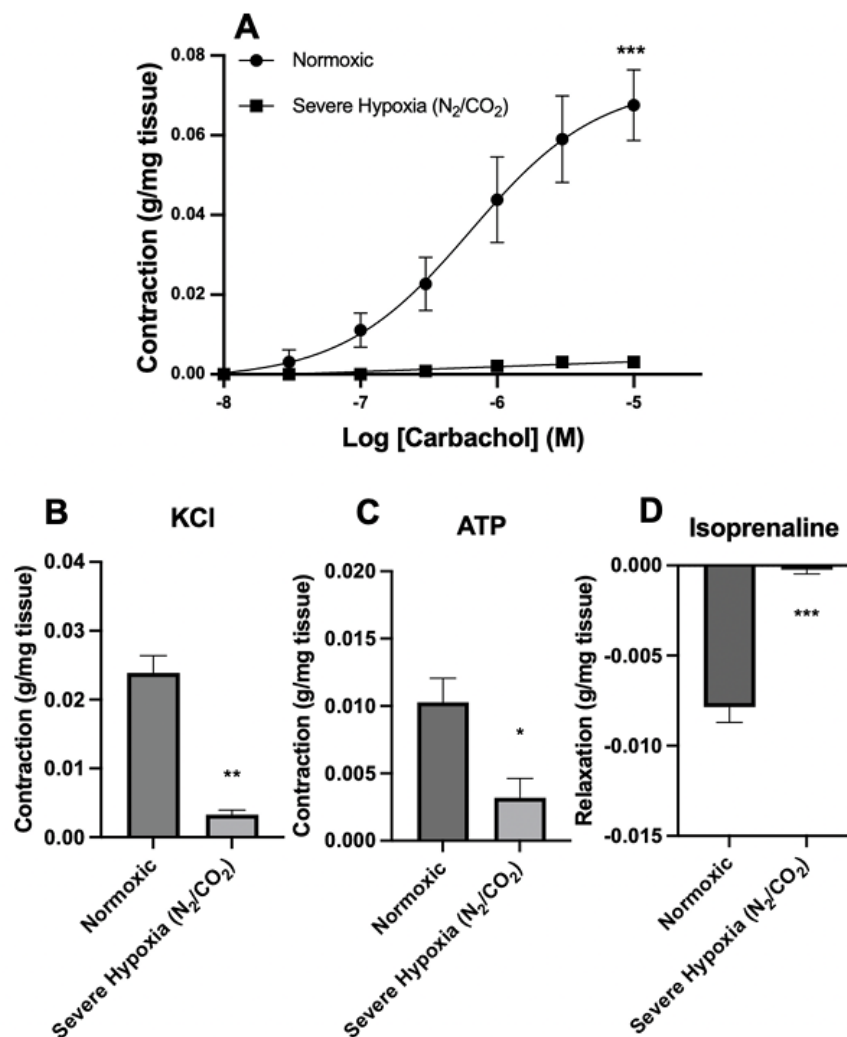 A
Normoxic
Severe Hypoxia (N₂/CO₂)
***
Contraction (g/mg tissue)
0.08
0.06
0.04
0.02
0.00
-8
-7
-6
-5
Log [Carbachol] (M)
B
KCl
Contraction (g/mg tissue)
0.04
0.03
0.02
0.01
0.00
**
Normoxic
Severe Hypoxia (N₂/CO₂)
C
ATP
Contraction (g/mg tissue)
0.020
0.015
0.010
0.005
0.000
*
Normoxic
Severe Hypoxia (N₂/CO₂)
D
Isoprenaline
Relaxation (g/mg tissue)
0.000
-0.005
-0.010
-0.015
***
Normoxic
Severe Hypoxia (N₂/CO₂)